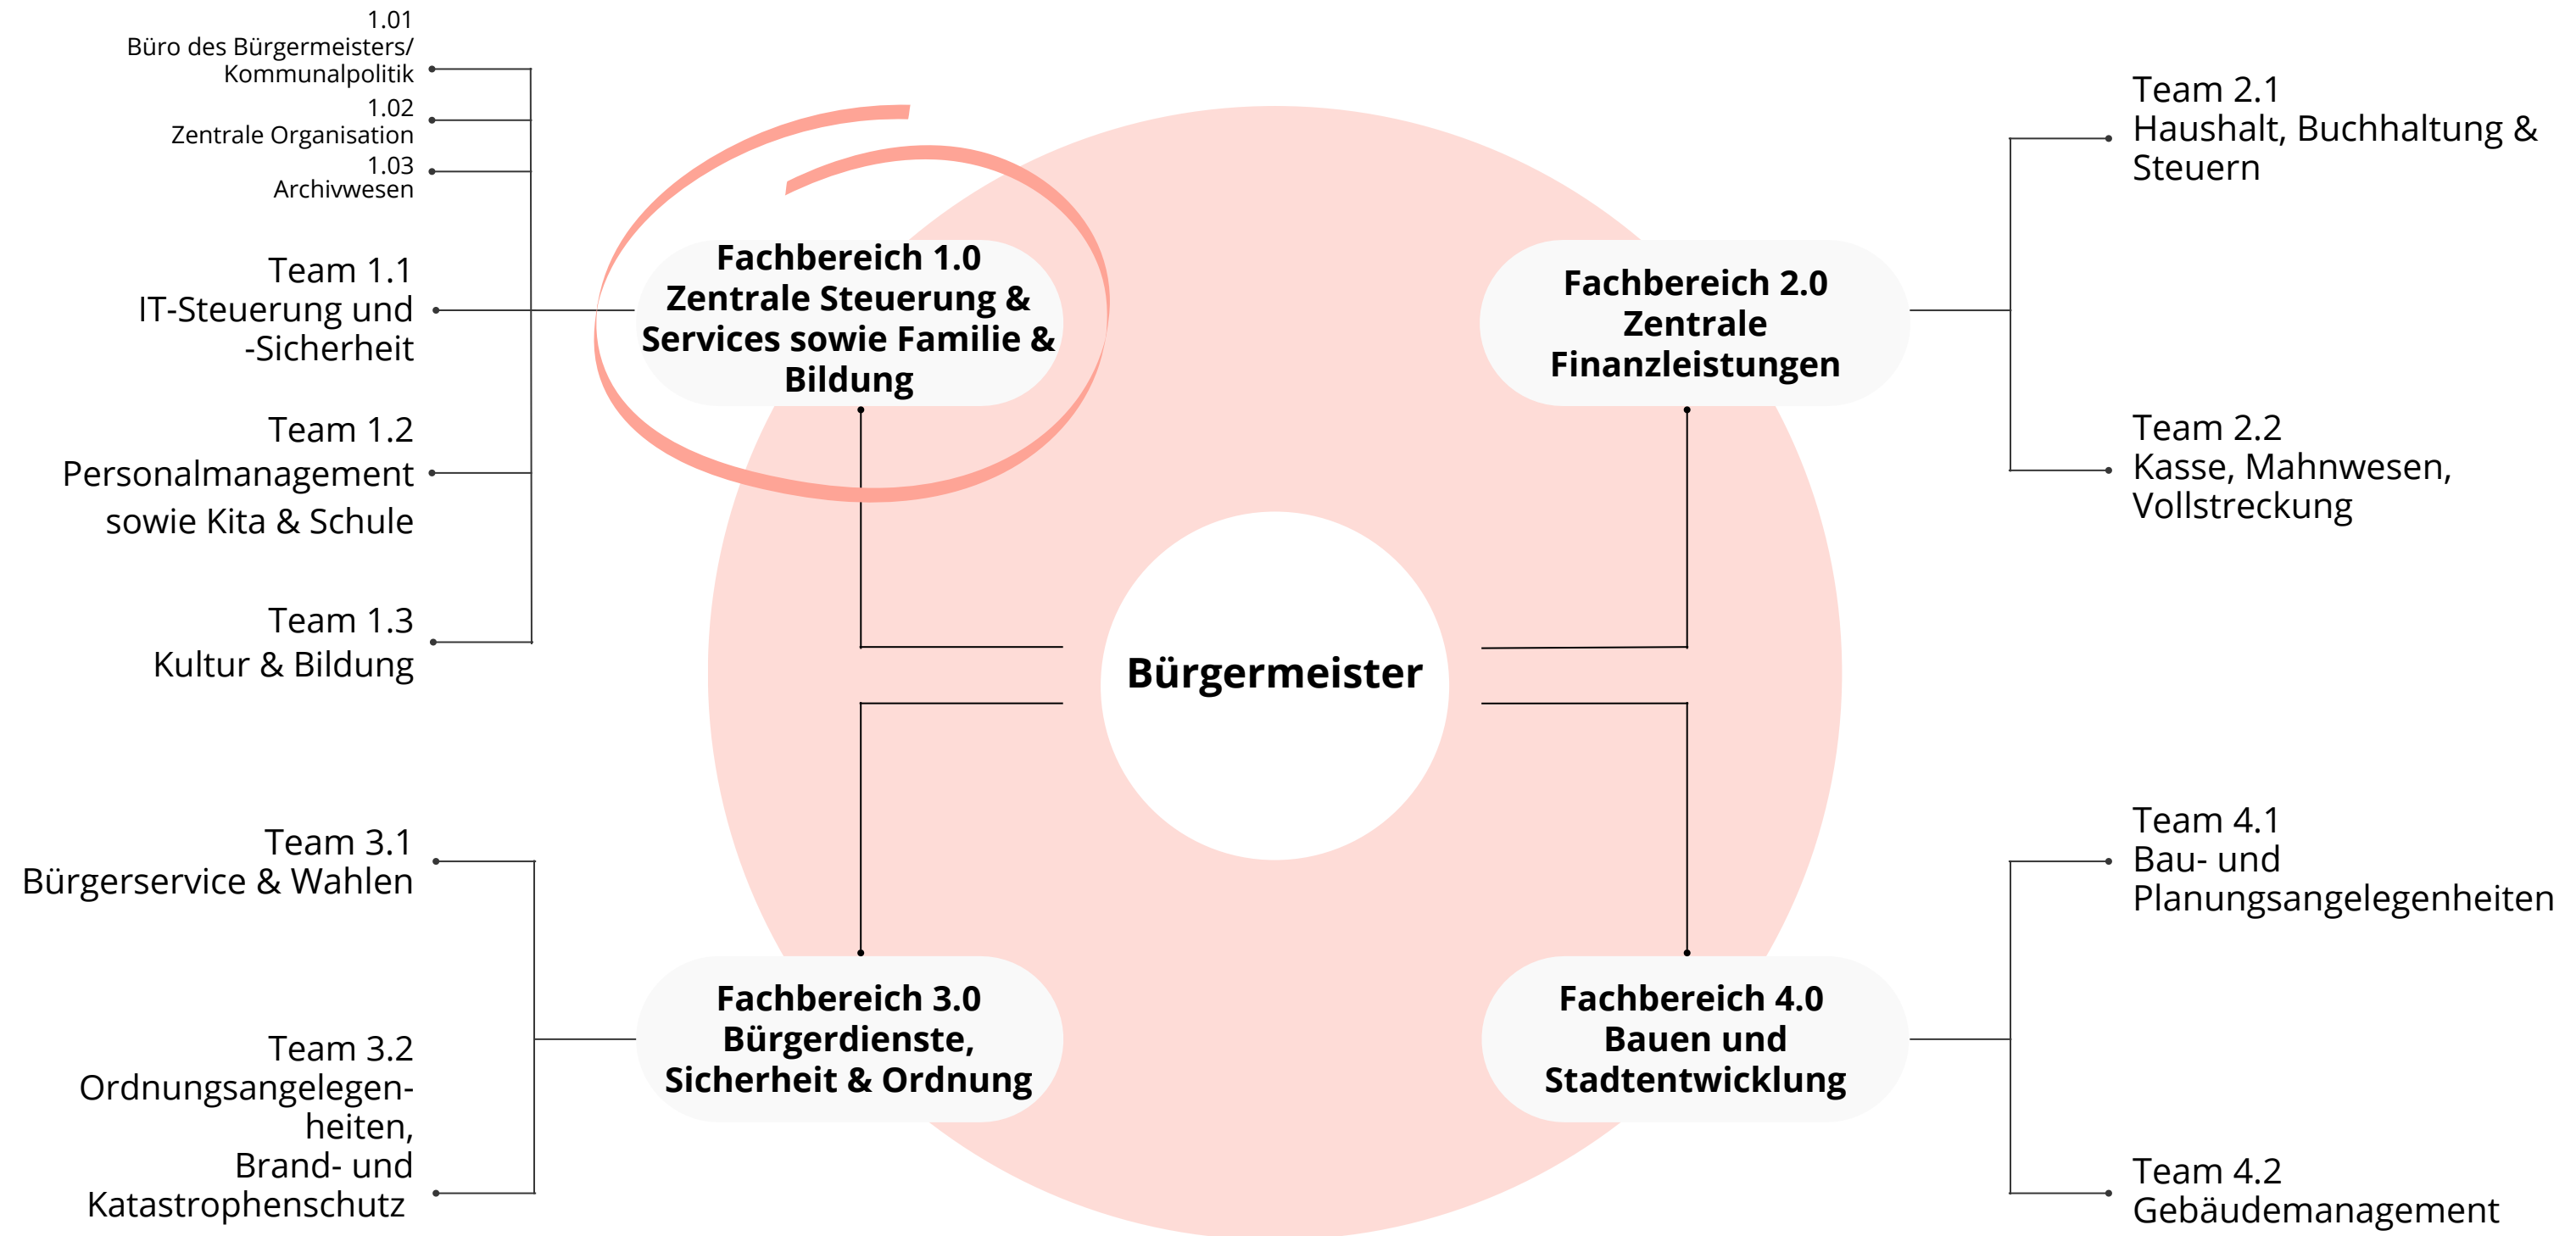 1.01
Büro des Bürgermeisters/
Kommunalpolitik
1.02
Zentrale Organisation
1.03
Archivwesen
Team 1.1
IT-Steuerung und
-Sicherheit
Team 1.2
Personalmanagement
sowie Kita & Schule
Team 1.3
Kultur & Bildung
Fachbereich 1.0
Zentrale Steuerung &
Services sowie Familie &
Bildung
Fachbereich 2.0
Zentrale
Finanzleistungen
Team 2.1
Haushalt, Buchhaltung &
Steuern
Team 2.2
Kasse, Mahnwesen,
Vollstreckung
Bürgermeister
Team 3.1
Bürgerservice & Wahlen
Team 3.2
Ordnungsangelegen-
heiten,
Brand- und
Katastrophenschutz
Fachbereich 3.0
Bürgerdienste,
Sicherheit & Ordnung
Fachbereich 4.0
Bauen und
Stadtentwicklung
Team 4.1
Bau- und
Planungsangelegenheiten
Team 4.2
Gebäudemanagement